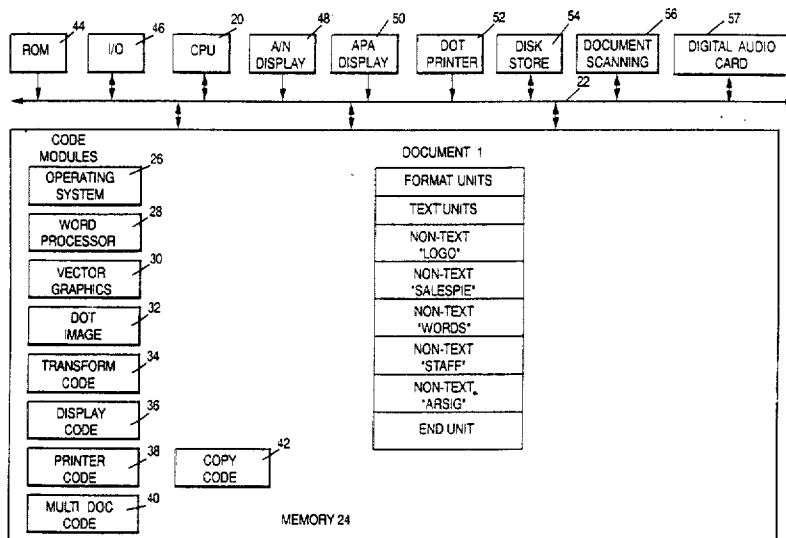 44 46 20 48 50 52 54 56 57
ROM I/O CPU A/N DISPLAY APA DISPLAY DOT PRINTER DISK STORE DOCUMENT SCANNING DIGITAL AUDIO CARD
22
CODE MODULES
DOCUMENT 1
26
OPERATING SYSTEM
28
WORD PROCESSOR
30
VECTOR GRAPHICS
32
DOT IMAGE
34
TRANSFORM CODE
36
DISPLAY CODE
38
PRINTER CODE
40
MULTI DOC CODE
42
COPY CODE
FORMAT UNITS
TEXT UNITS
NON-TEXT
"LOGO"
NON-TEXT
"SALESPIE"
NON-TEXT
"WORDS"
NON-TEXT
"STAFF"
NON-TEXT
"ARSIG"
END UNIT
MEMORY 24